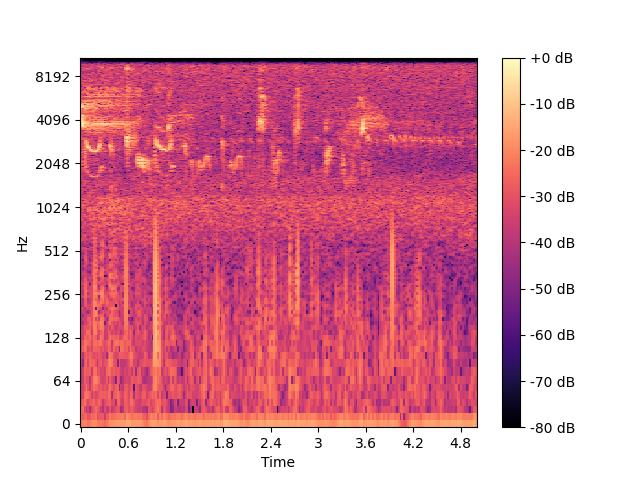 8192
4096
2048
1024
512
256
128
64
0
Hz
0 0.6 1.2 1.8 2.4 3 3.6 4.2 4.8
Time
+0 dB
-10 dB
-20 dB
-30 dB
-40 dB
-50 dB
-60 dB
-70 dB
-80 dB